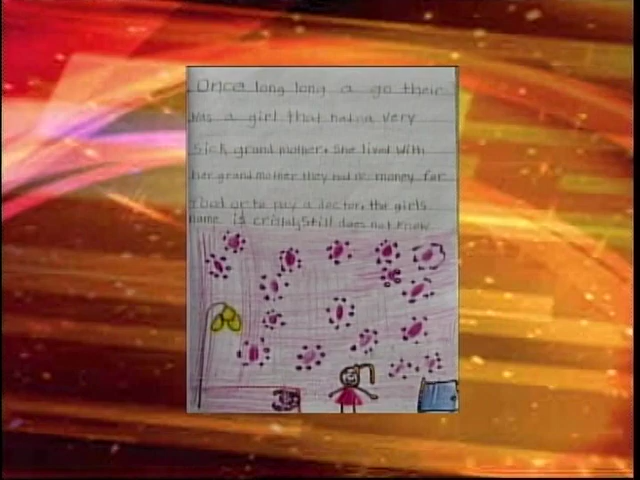 Once long long a go their
was a girl that had a very
sick grand mother. She lived with
her grand mother they had no money for
food or to pay a doctor. the girls
name is cristal, Still does not know